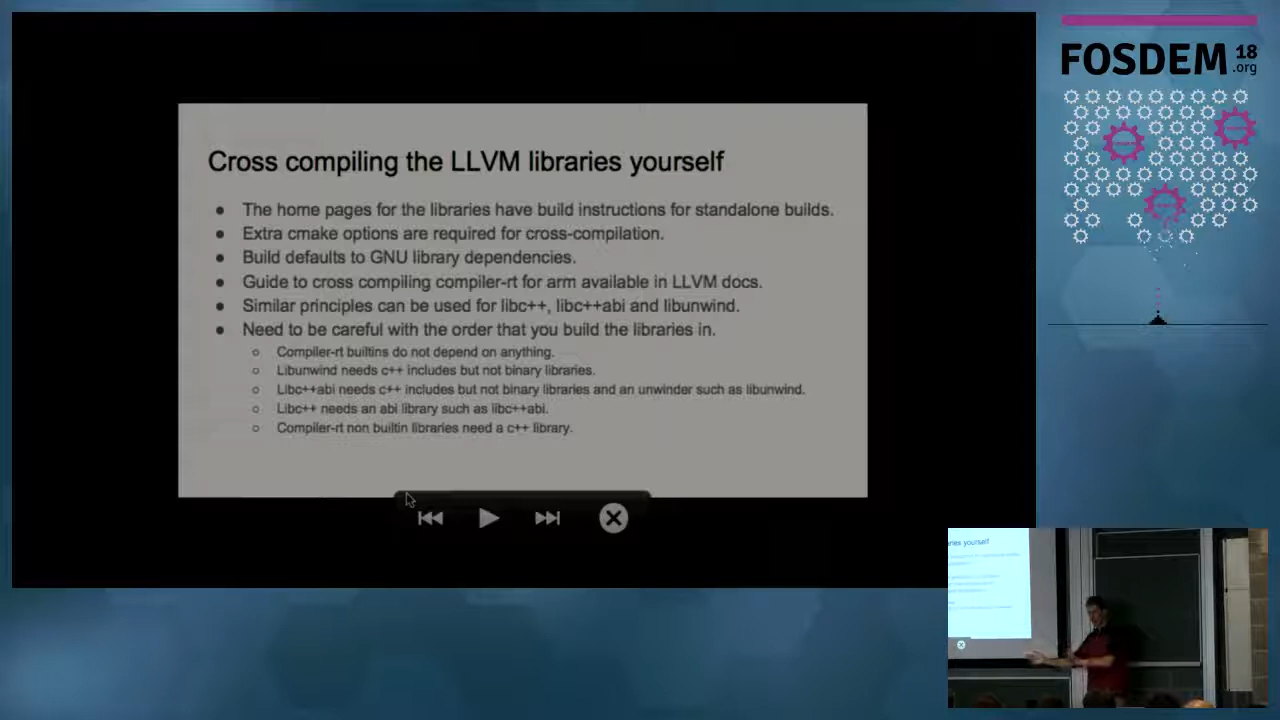 FOSDEM 18
.org
Cross compiling the LLVM libraries yourself
The home pages for the libraries have build instructions for standalone builds.
Extra cmake options are required for cross-compilation.
Build defaults to GNU library dependencies.
Guide to cross compiling compiler-rt for arm available in LLVM docs.
Similar principles can be used for libc++, libc++abi and libunwind.
Need to be careful with the order that you build the libraries in.
Compiler-rt builtins do not depend on anything.
Libunwind needs c++ includes but not binary libraries.
Libc++abi needs c++ includes but not binary libraries and an unwinder such as libunwind.
Libc++ needs an abi library such as libc++abi.
Compiler-rt non builtin libraries need a c++ library.
yourself